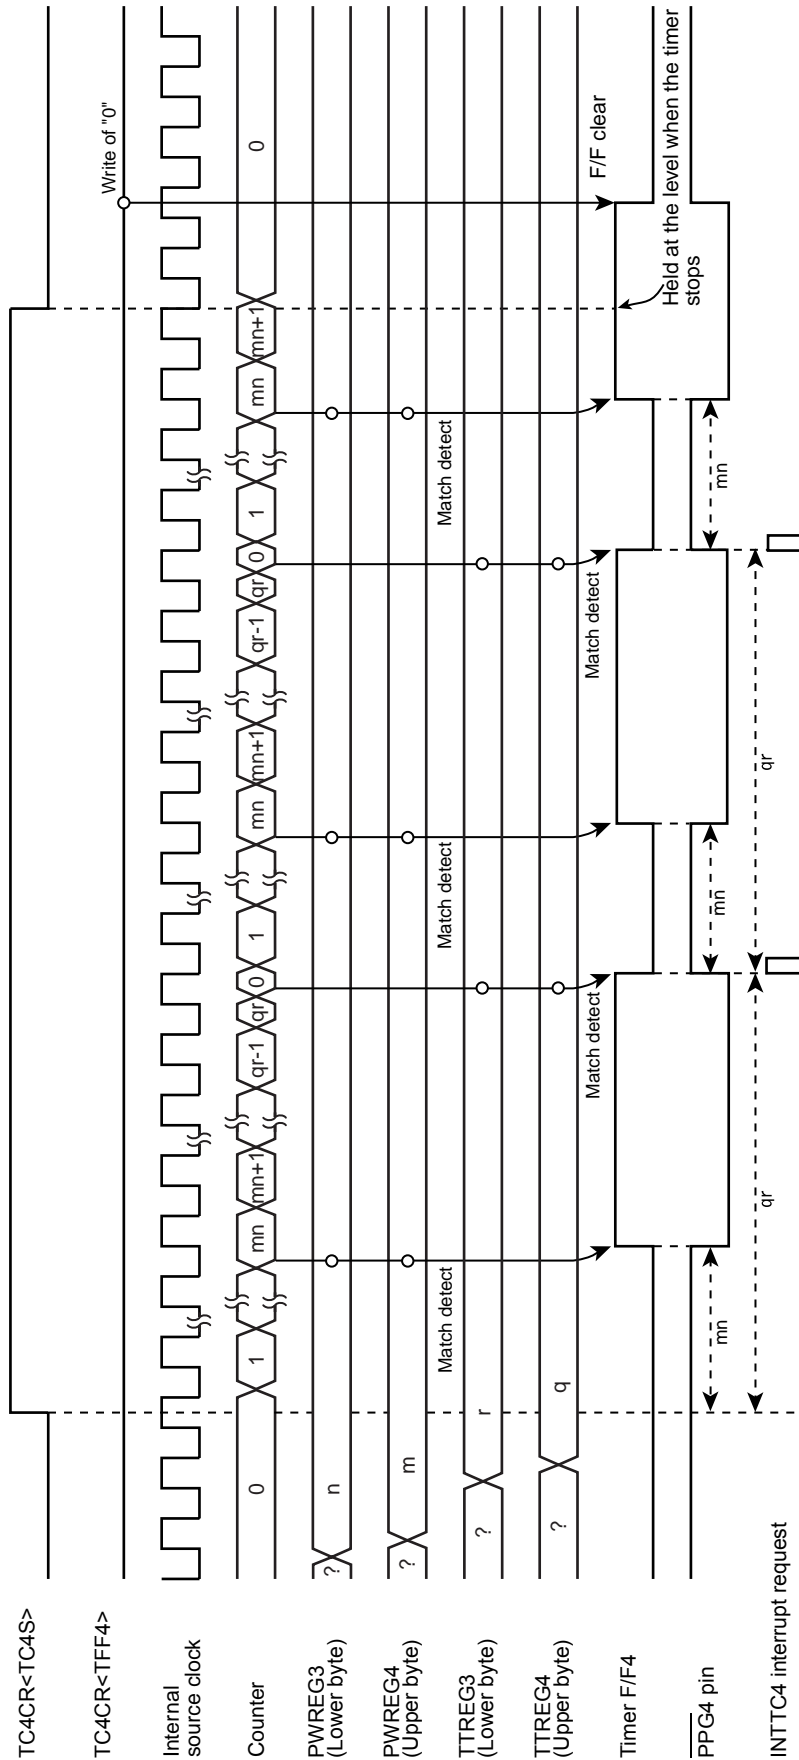 TC4CR<TC4S>
TC4CR<TFF4>
Write of "0"
Internal
source clock
Counter
0
1
mn
mn+1
qr-1
qr
0
1
mn
mn+1
qr-1
qr
0
1
mn
mn+1
0
PWREG3
(Lower byte)
?
n
PWREG4
(Upper byte)
?
m
Match detect
Match detect
Match detect
TTREG3
(Lower byte)
?
r
TTREG4
(Upper byte)
?
q
Match detect
Match detect
F/F clear
Timer F/F4
Held at the level when the timer
stops
PPG4 pin
mn
mn
mn
qr
qr
INTTC4 interrupt request